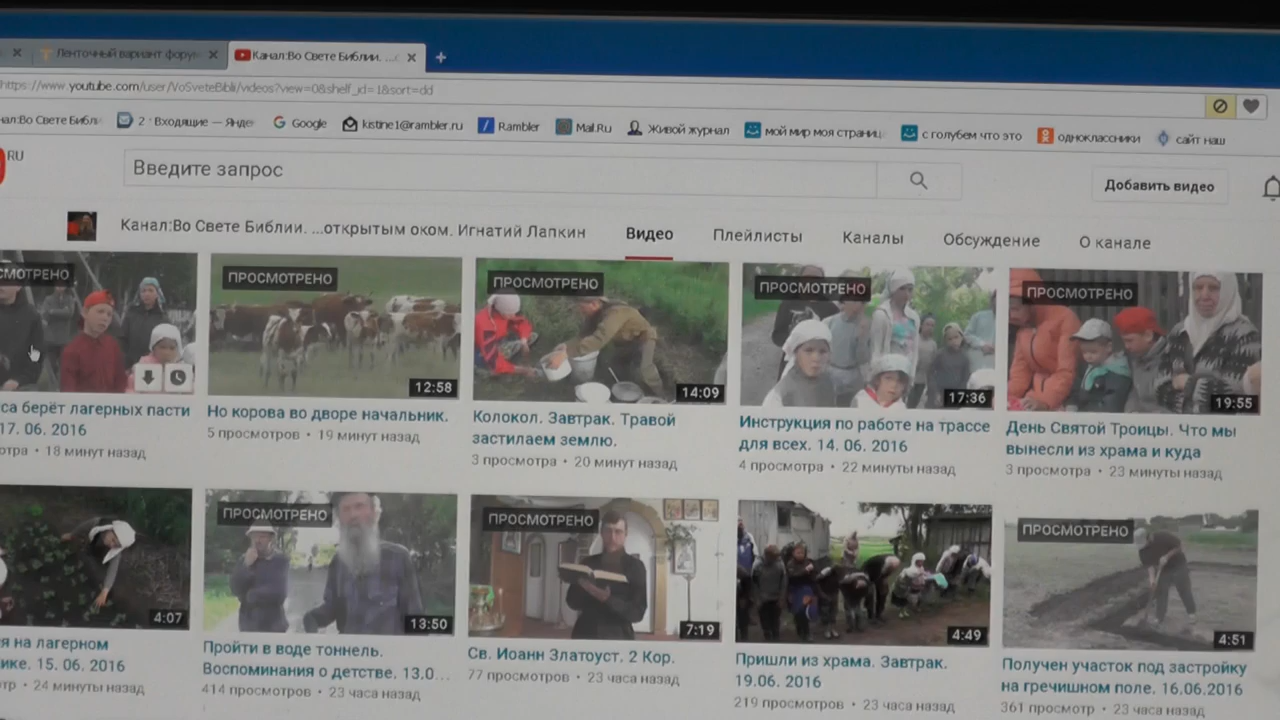 Ленточный вариант форум
Канал:Во Свете Библии. ...
https://www.youtube.com/user/VoSveteBibli/videos?view=0&shelf_id=1&sort=dd
нал:Во Свете Библ
2 · Входящие — Янде
Google
kistine1@rambler.ru
Rambler
Mail.Ru
Живой журнал
мой мир моя страниц
с голубем что это
одноклассники
сайт наш
RU
Введите запрос
Добавить видео
Канал:Во Свете Библии. ...открытым оком. Игнатий Лапкин
Видео
Плейлисты
Каналы
Обсуждение
О канале
СМОТРЕНО
ПРОСМОТРЕНО
12:58
ПРОСМОТРЕНО
14:09
ПРОСМОТРЕНО
17:36
ПРОСМОТРЕНО
19:55
са берёт лагерных пасти
17. 06. 2016
отра • 18 минут назад
Но корова во дворе начальник.
5 просмотров • 19 минут назад
Колокол. Завтрак. Травой
застилаем землю.
3 просмотра • 20 минут назад
Инструкция по работе на трассе
для всех. 14. 06. 2016
4 просмотра • 22 минуты назад
День Святой Троицы. Что мы
вынесли из храма и куда
3 просмотра • 23 минуты назад
4:07
ПРОСМОТРЕНО
13:50
ПРОСМОТРЕНО
7:19
4:49
ПРОСМОТРЕНО
4:51
я на лагерном
ике. 15. 06. 2016
тр • 24 минуты назад
Пройти в воде тоннель.
Воспоминания о детстве. 13.0...
414 просмотров • 23 часа назад
Св. Иоанн Златоуст. 2 Кор.
77 просмотров • 23 часа назад
Пришли из храма. Завтрак.
19.06. 2016
219 просмотров • 23 часа назад
Получен участок под застройку
на гречишном поле. 16.06.2016
361 просмотр • 23 часа назад